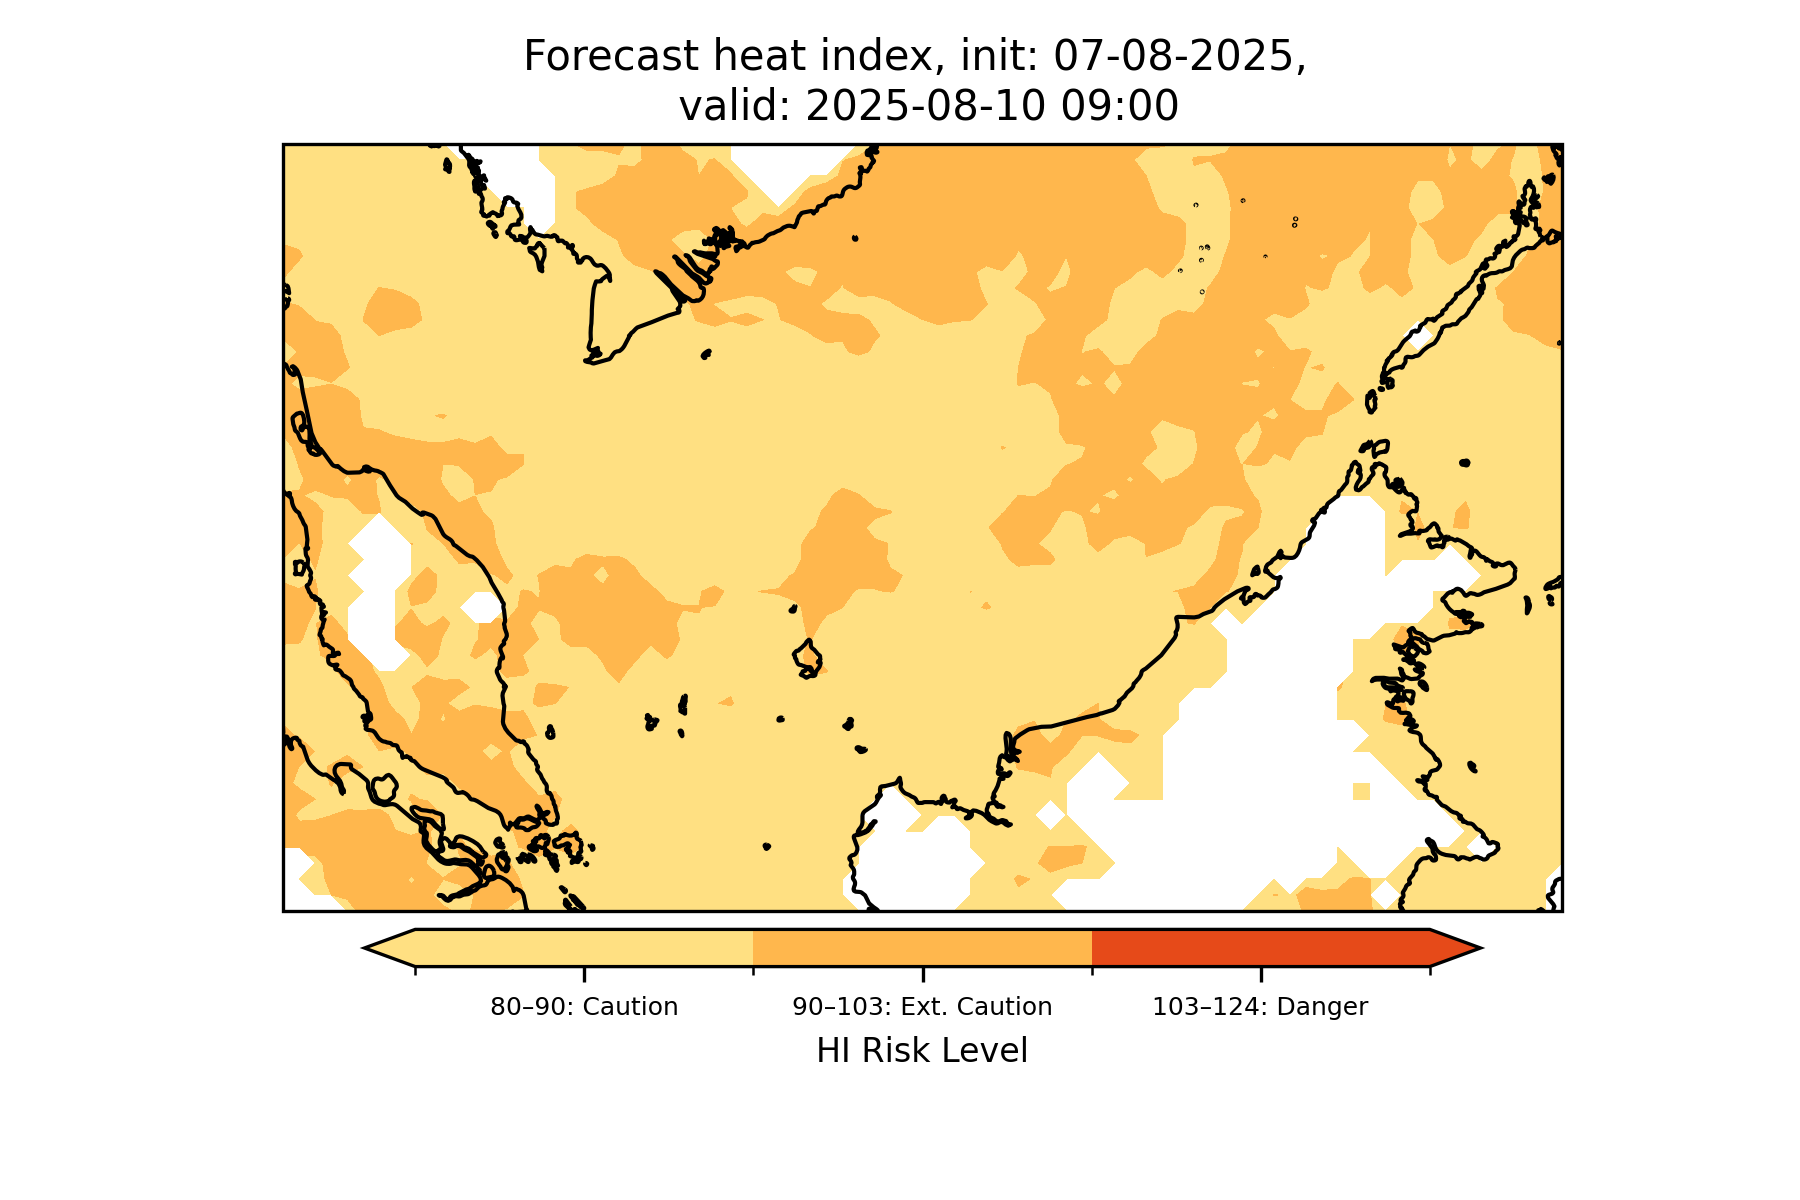 Forecast heat index, init: 07-08-2025,
valid: 2025-08-10 09:00
80–90: Caution
90–103: Ext. Caution
103–124: Danger
HI Risk Level